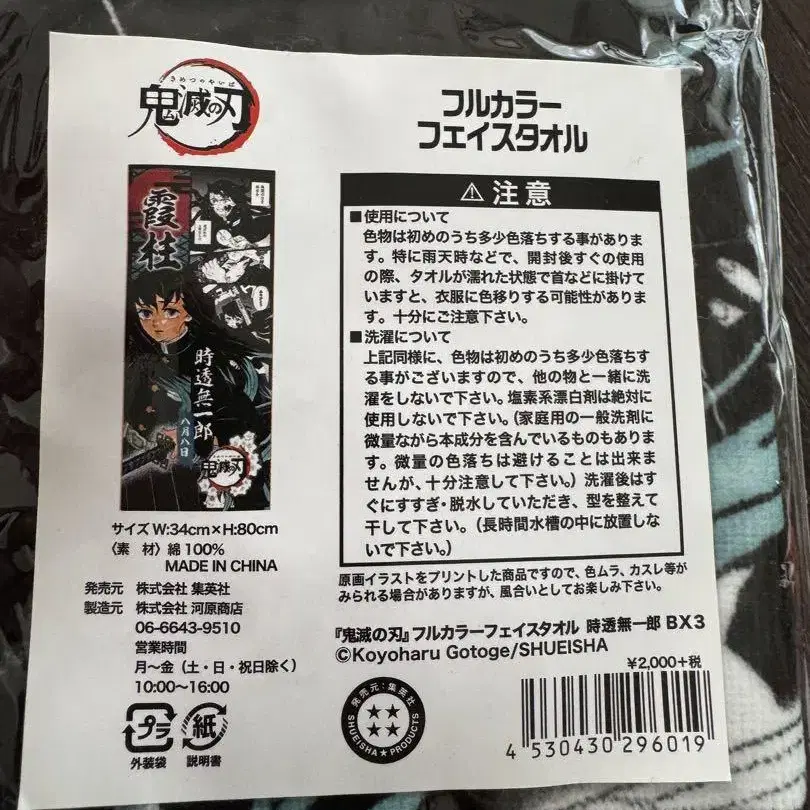 きめつのやいば
鬼滅の刃
フルカラー
フェイスタオル
霞柱
時透無一郎
八月八日
鬼滅の刃
⚠注意
■使用について
色物は初めのうち多少色落ちする事がありま
す。特に雨天時などで、開封後すぐの使用
の際、タオルが濡れた状態で首などに掛けて
いますと、衣服に色移りする可能性がありま
す。十分にご注意下さい。
■洗濯について
上記同様に、色物は初めのうち多少色落ちす
る事がございますので、他の物と一緒に洗濯
をしないで下さい。塩素系漂白剤は絶対に
使用しないで下さい。(家庭用の一般洗剤に
微量ながら本成分を含んでいるものもありま
す。微量の色落ちは避けることは出来ま
せんが、十分注意して下さい。)洗濯後はす
ぐにすすぎ・脱水していただき、型を整えて
干して下さい。(長時間水槽の中に放置しな
いで下さい。)
サイズ W:34cm×H:80cm
〈素 材〉綿 100%
MADE IN CHINA
発売元 株式会社 集英社
製造元 株式会社 河原商店
06-6643-9510
営業時間
月~金(土・日・祝日除く)
10:00~16:00
プラ
外装袋
紙
説明書
原画イラストをプリントした商品ですので、色ムラ、カスレ等が
みられる場合がありますが、風合いとしてお楽しみ下さい。
『鬼滅の刃』フルカラーフェイスタオル 時透無一郎 BX3
©Koyoharu Gotoge/SHUEISHA
¥2,000+税
発売元:集英社
SHUEISHA★PRODUCTS
4 530430 296019